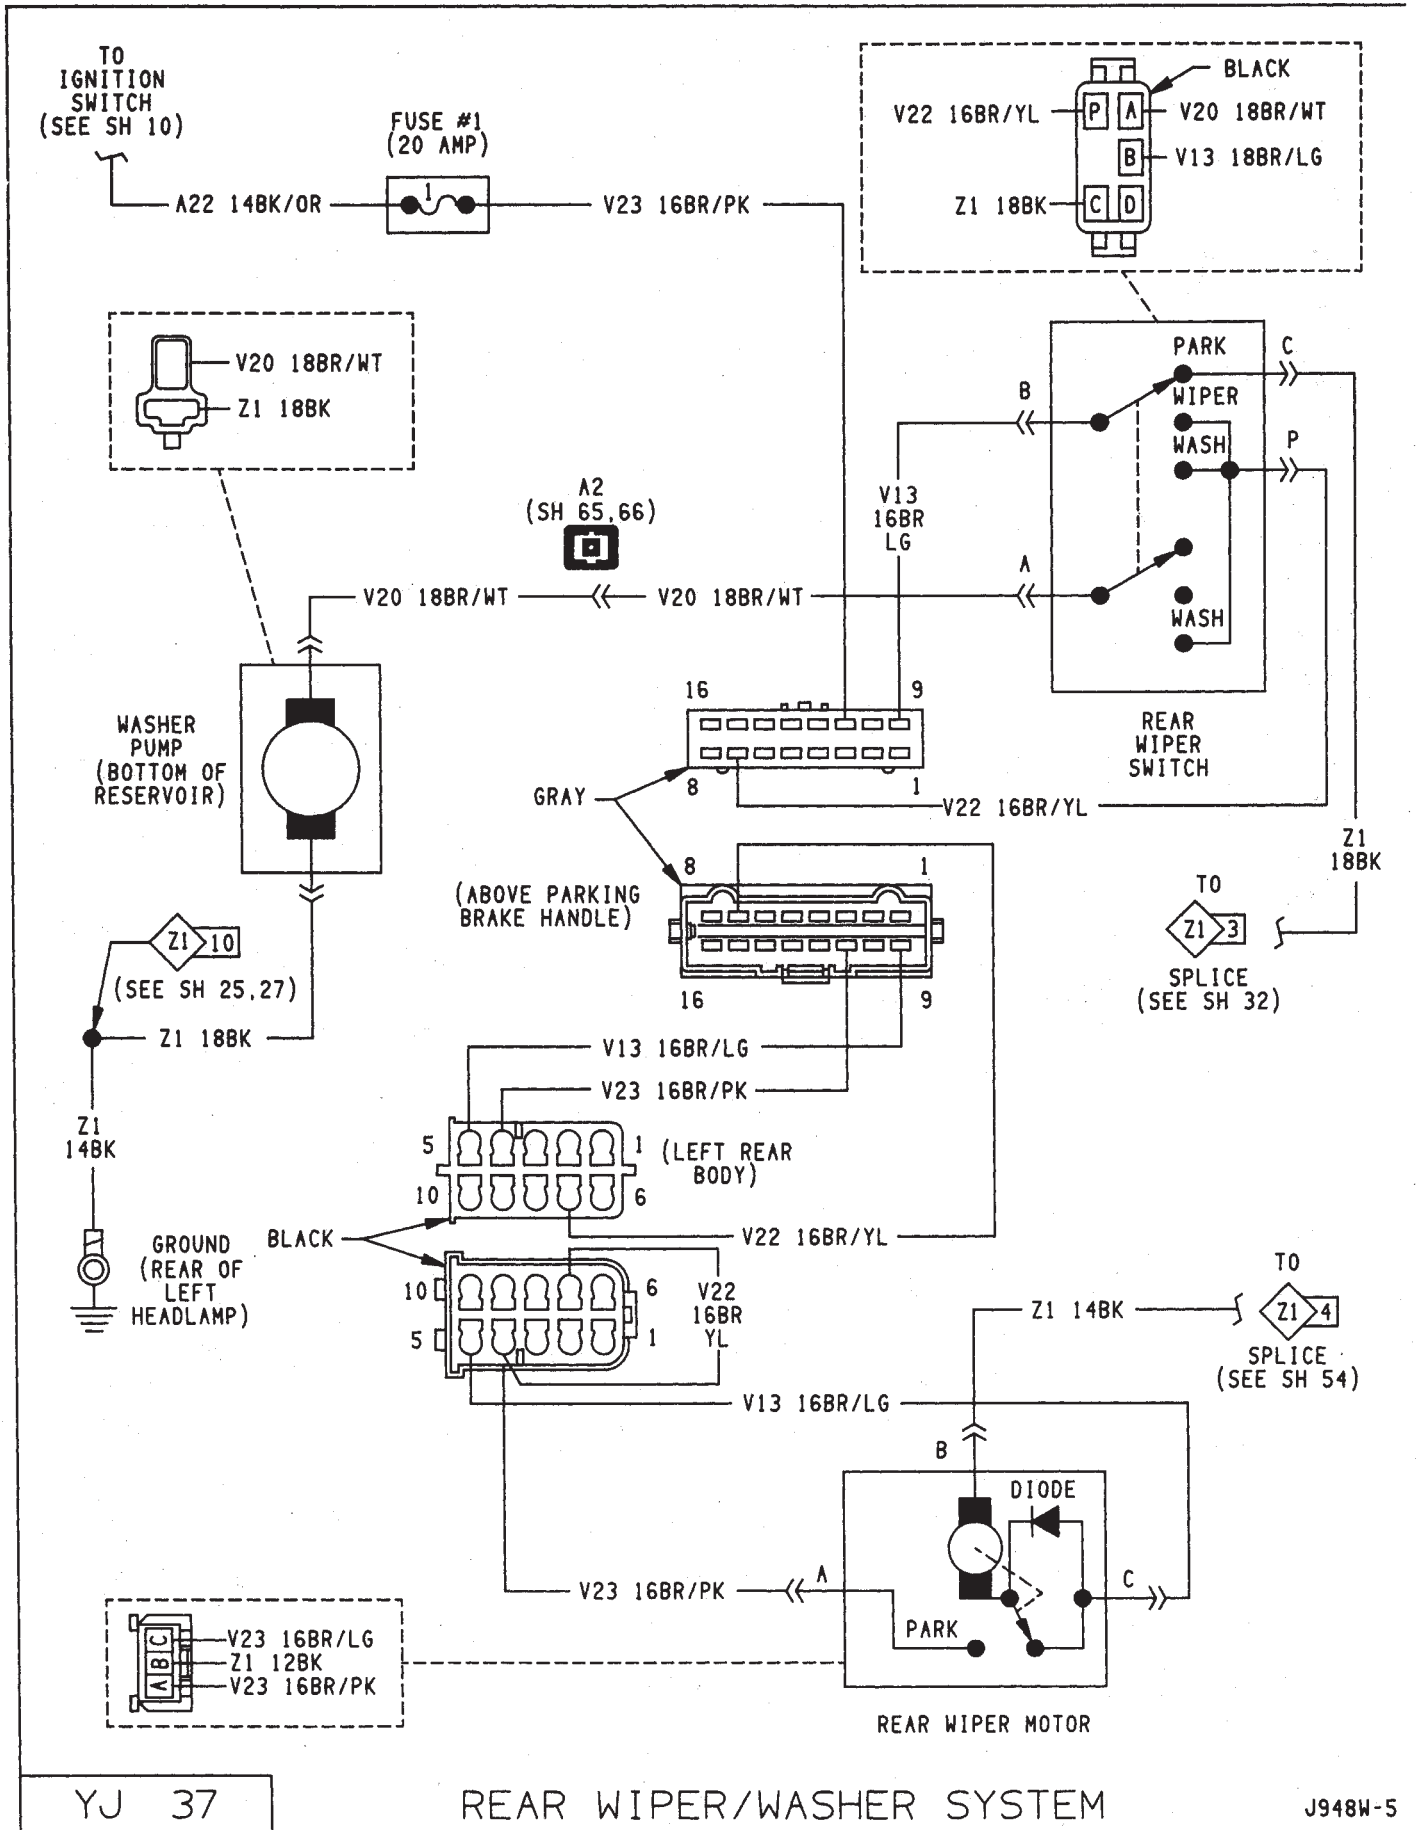 TO
IGNITION
SWITCH
(SEE SH 10)
FUSE #1
(20 AMP)
1
A22 14BK/OR
V23 16BR/PK
BLACK
V22 16BR/YL
P
A
V20 18BR/WT
B
V13 18BR/LG
Z1 18BK
C
D
V20 18BR/WT
Z1 18BK
PARK
C
WIPER
B
WASH
P
V13
16BR
LG
A2
(SH 65,66)
A
V20 18BR/WT
V20 18BR/WT
WASH
16
9
REAR
WIPER
SWITCH
WASHER
PUMP
(BOTTOM OF
RESERVOIR)
8
1
GRAY
V22 16BR/YL
Z1
18BK
8
1
(ABOVE PARKING
BRAKE HANDLE)
TO
Z1
3
SPLICE
(SEE SH 32)
Z1
10
(SEE SH 25,27)
16
9
Z1 18BK
V13 16BR/LG
V23 16BR/PK
Z1
14BK
5
1
(LEFT REAR
BODY)
10
6
BLACK
V22 16BR/YL
GROUND
(REAR OF
LEFT
HEADLAMP)
10
6
V22
16BR
YL
5
1
TO
Z1 14BK
Z1
4
SPLICE
(SEE SH 54)
V13 16BR/LG
B
DIODE
V23 16BR/PK
A
C
PARK
C
V23 16BR/LG
B
Z1 12BK
A
V23 16BR/PK
REAR WIPER MOTOR
YJ 37
REAR WIPER/WASHER SYSTEM
J948W-5